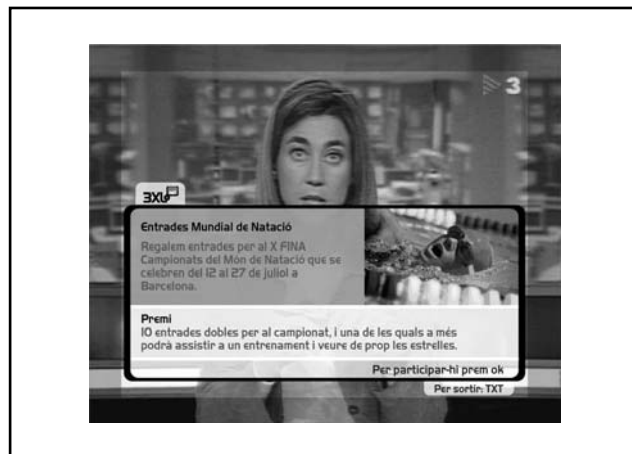 3
3XL
Entrades Mundial de Natació
Regalem entrades per al X FINA
Campionats del Món de Natació que se
celebren del 12 al 27 de juliol a
Barcelona.
Premi
10 entrades dobles per al campionat, i una de les quals a més
podrà assistir a un entrenament i veure de prop les estrelles.
Per participar-hi prem ok
Per sortir: TXT